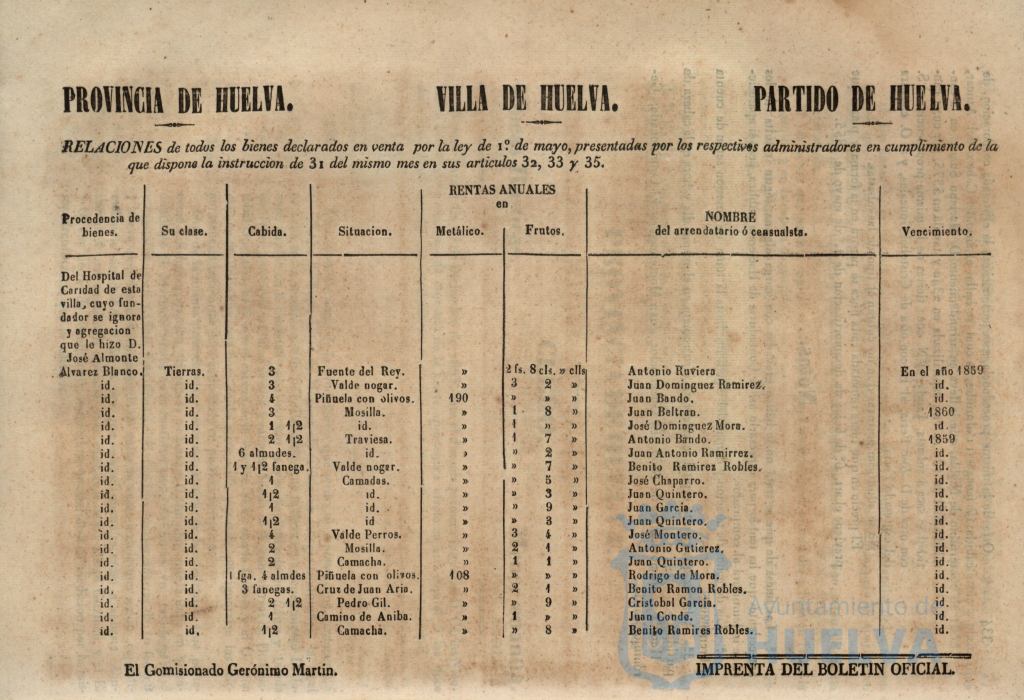 PROVINCIA DE HUELVA. VILLA DE HUELVA. PARTIDO DE HUELVA.
RELACIONES de todos los bienes declarados en venta por la ley de 1.º de mayo, presentadas por los respectivos administradores en cumplimiento de la
que dispone la instruccion de 31 del mismo mes en sus articulos 32, 33 y 35.
RENTAS ANUALES
en
Procedencia de bienes. Su clase. Cabida. Situacion. Metálico. Frutos. NOMBRE del arrendatario ó censualista. Vencimiento.
Del Hospital de
Caridad de esta
villa, cuyo fun-
dador se ignora
y agregacion
que le hizo D.
José Almonte
Alvarez Blanco. Tierras. 3 Fuente del Rey. » 2 fs. 8 cls. » clls Antonio Ruviera En el año 1859
id. id. 3 Valde nogar. » 3 2 » Juan Dominguez Ramirez. id.
id. id. 4 Piñuela con olivos. 190 » » » Juan Bando. id.
id. id. 3 Mosilla. » 1 8 » Juan Beltran. 1860
id. id. 1 1|2 id. » 1 » » José Dominguez Mora. id.
id. id. 2 1|2 Traviesa. » 1 7 » Antonio Bando. 1859
id. id. 6 almudes. id. » » 2 » Juan Antonio Ramirrez. id.
id. id. 1 y 1|2 fanega. Valde nogar. » » 7 » Benito Ramirez Robles. id.
id. id. 1 Camadas. » » 5 » José Chaparro. id.
id. id. 1|2 id. » » 3 » Juan Quintero. id.
id. id. 1 id. » » 9 » Juan Garcia. id.
id. id. 1|2 id » » 3 » Juan Quintero. id.
id. id. 4 Valde Perros. » 3 4 » José Montero. id.
id. id. 2 Mosilla. » 2 1 » Antonio Gutierez. id.
id. id. 2 Camacha. » 1 1 » Juan Quintero. id.
id. id. 1 fga. 4 almdes Piñuela con olivos. 108 » » » Rodrigo de Mora. id.
id. id. 3 fanegas. Cruz de Juan Aria. » 2 1 » Benito Ramon Robles. id.
id. id. 2 1|2 Pedro Gil. » » 9 » Cristobal Garcia. id.
id. id. 1 Camino de Aniba. » 1 » » Juan Conde. id.
id. id, 1|2 Camacha. » » 8 » Benito Ramires Robles. id.
El Gomisionado Gerónimo Martin. IMPRENTA DEL BOLETIN OFICIAL.
Ayuntamiento de
HUELVA